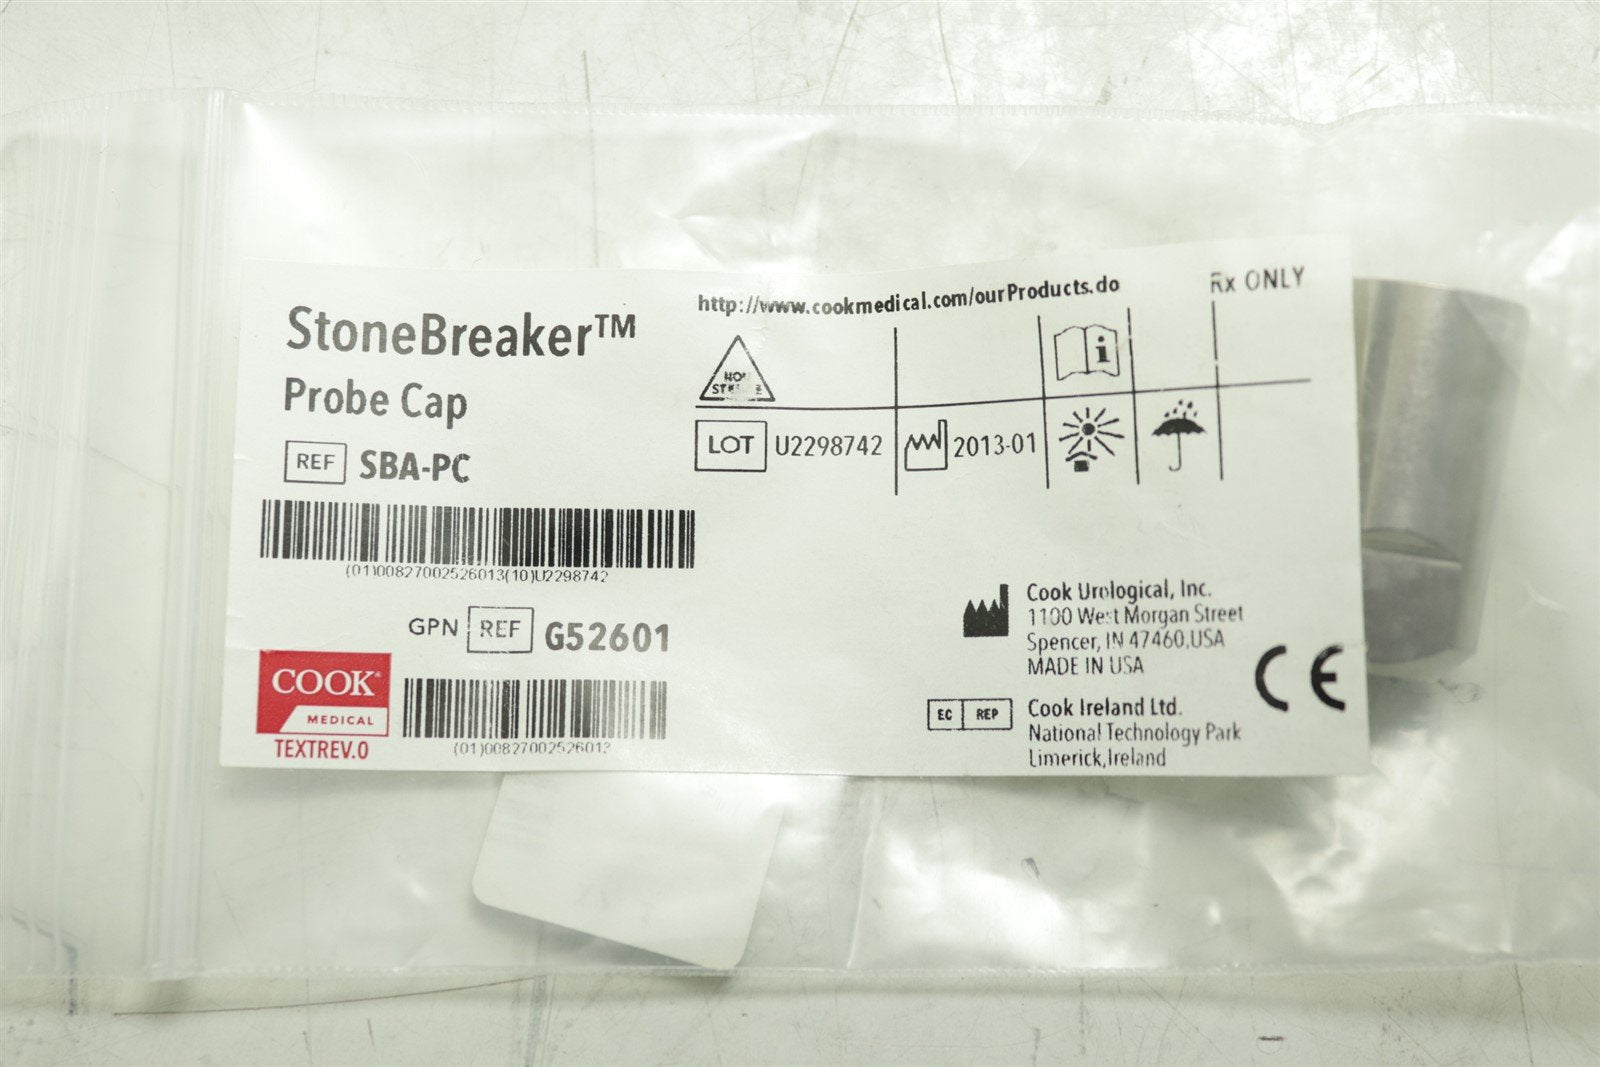 StoneBreaker™
Probe Cap
REF SBA-PC
(01)00827002526013(10)U2298742
GPN REF G52601
COOK®
MEDICAL
TEXTREV.0
(01)00827002526013
http://www.cookmedical.com/ourProducts.do
Rx ONLY
LOT U2298742
2013-01
Cook Urological, Inc.
1100 West Morgan Street
Spencer, IN 47460,USA
MADE IN USA
EC REP
Cook Ireland Ltd.
National Technology Park
Limerick,Ireland
CE